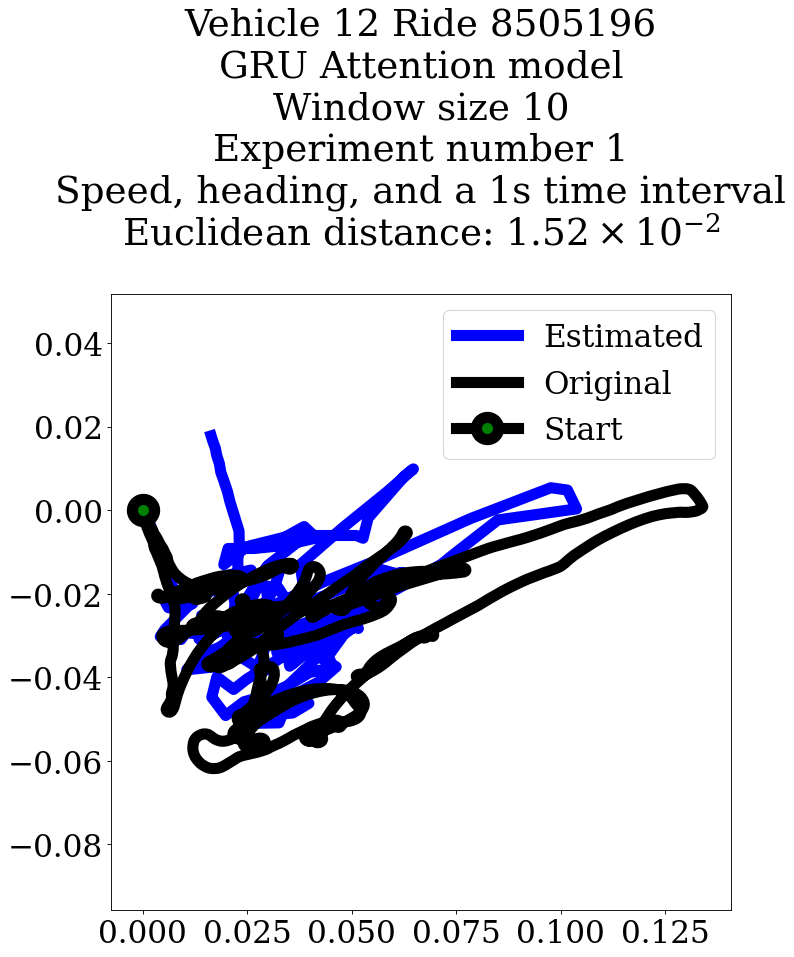 Vehicle 12 Ride 8505196
GRU Attention model
Window size 10
Experiment number 1
Speed, heading, and a 1s time interval
Euclidean distance: 1.52 × 10⁻²
Estimated
Original
Start
0.04
0.02
0.00
−0.02
−0.04
−0.06
−0.08
0.000 0.025 0.050 0.075 0.100 0.125